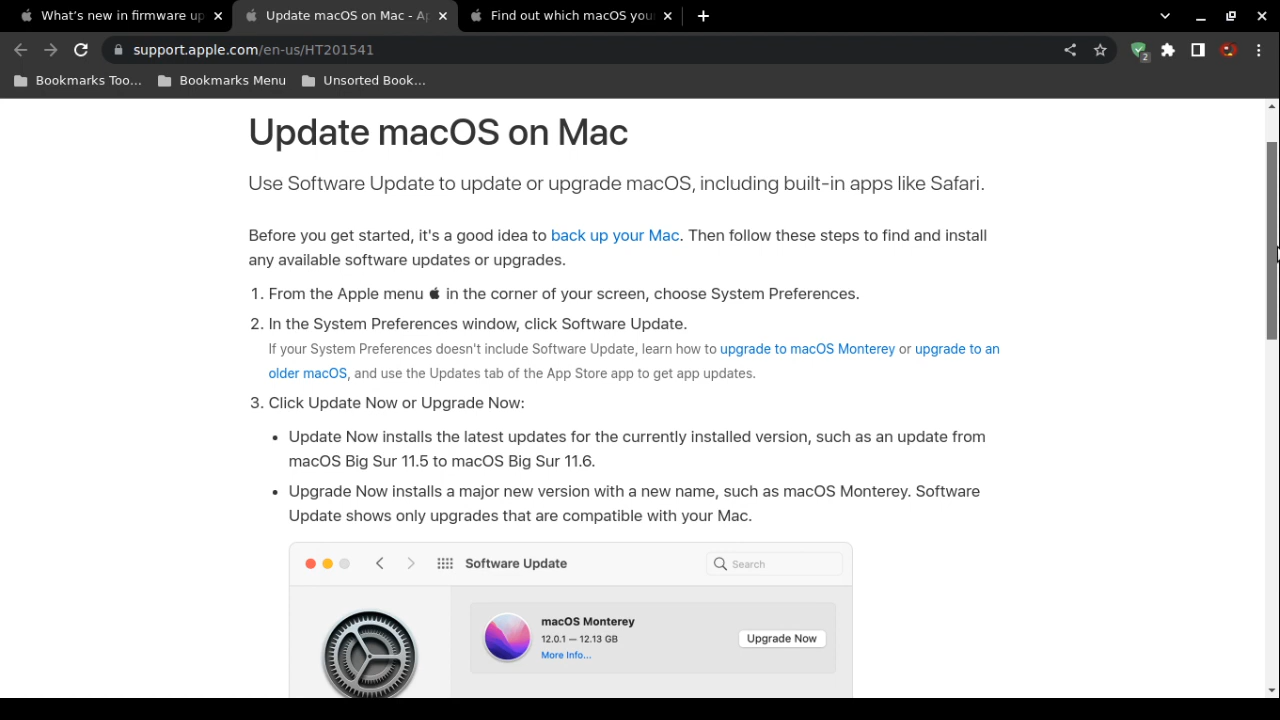 What's new in firmware up
Update macOS on Mac - Ap
Find out which macOS you
support.apple.com/en-us/HT201541
2
Bookmarks Too...
Bookmarks Menu
Unsorted Book...
Update macOS on Mac
Use Software Update to update or upgrade macOS, including built-in apps like Safari.
Before you get started, it's a good idea to back up your Mac. Then follow these steps to find and install
any available software updates or upgrades.
1. From the Apple menu in the corner of your screen, choose System Preferences.
2. In the System Preferences window, click Software Update.
If your System Preferences doesn't include Software Update, learn how to upgrade to macOS Monterey or upgrade to an
older macOS, and use the Updates tab of the App Store app to get app updates.
3. Click Update Now or Upgrade Now:
• Update Now installs the latest updates for the currently installed version, such as an update from
macOS Big Sur 11.5 to macOS Big Sur 11.6.
• Upgrade Now installs a major new version with a new name, such as macOS Monterey. Software
Update shows only upgrades that are compatible with your Mac.
Software Update
Search
macOS Monterey
12.0.1 — 12.13 GB
More Info...
Upgrade Now